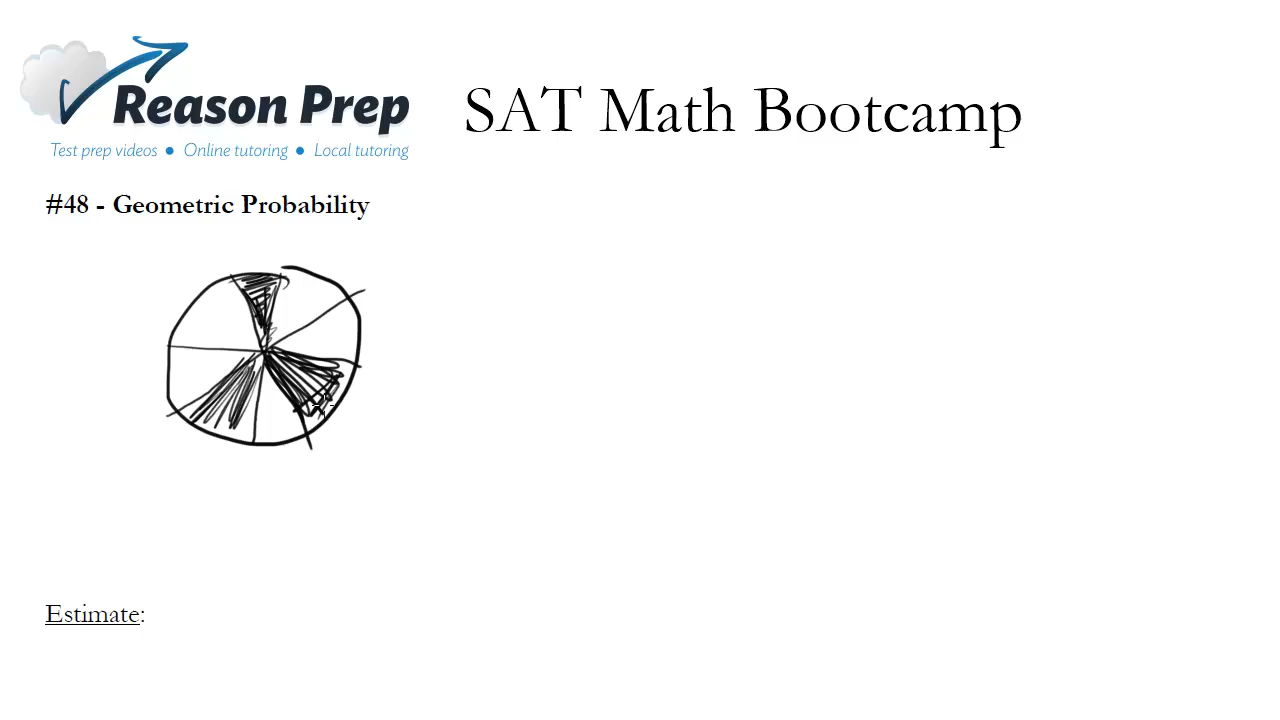 Reason Prep
Test prep videos ● Online tutoring ● Local tutoring
SAT Math Bootcamp
#48 - Geometric Probability
Estimate: